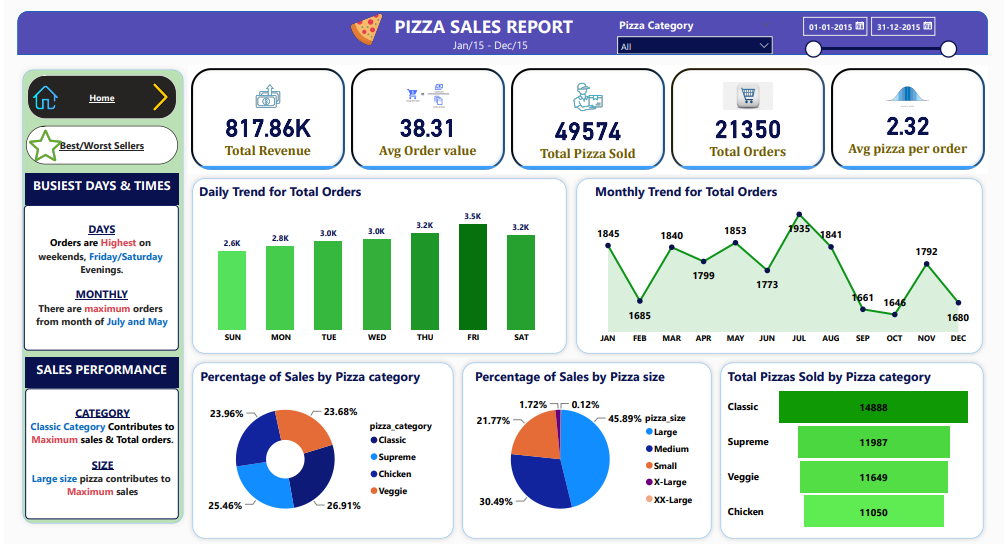 PIZZA SALES REPORT
Jan/15 - Dec/15
Pizza Category
All
01-01-2015
31-12-2015
Home
Best/Worst Sellers
BUSIEST DAYS & TIMES
DAYS
Orders are Highest on
weekends, Friday/Saturday
Evenings.
MONTHLY
There are maximum orders
from month of July and May
SALES PERFORMANCE
CATEGORY
Classic Category Contributes to
Maximum sales & Total orders.
SIZE
Large size pizza contributes to
Maximum sales
817.86K
Total Revenue
38.31
Avg Order value
49574
Total Pizza Sold
21350
Total Orders
2.32
Avg pizza per order
Daily Trend for Total Orders
2.6K
2.8K
3.0K
3.0K
3.2K
3.5K
3.2K
SUN
MON
TUE
WED
THU
FRI
SAT
Monthly Trend for Total Orders
1845
1685
1840
1799
1853
1773
1935
1841
1661
1646
1792
1680
JAN
FEB
MAR
APR
MAY
JUN
JUL
AUG
SEP
OCT
NOV
DEC
Percentage of Sales by Pizza category
23.96%
23.68%
25.46%
26.91%
pizza_category
Classic
Supreme
Chicken
Veggie
Percentage of Sales by Pizza size
1.72%
0.12%
21.77%
45.89%
30.49%
pizza_size
Large
Medium
Small
X-Large
XX-Large
Total Pizzas Sold by Pizza category
Classic
14888
Supreme
11987
Veggie
11649
Chicken
11050